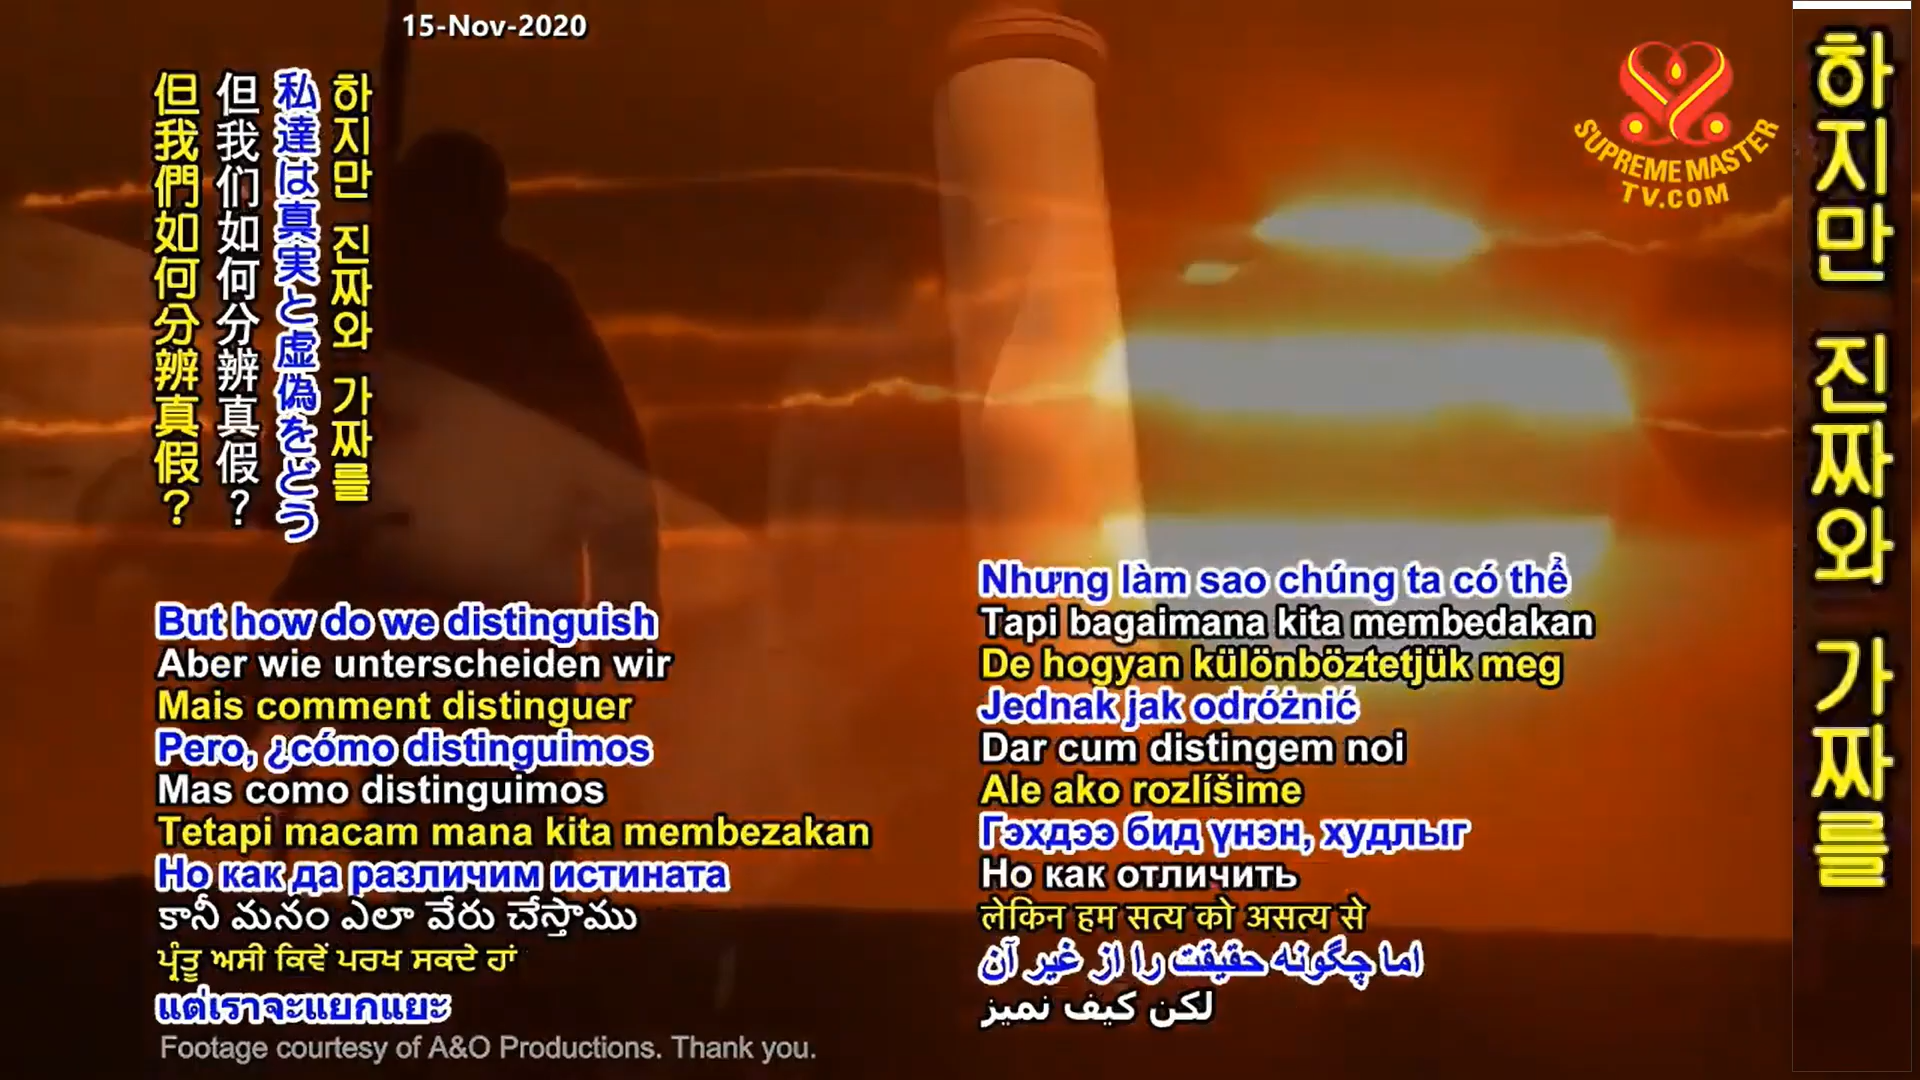 15-Nov-2020
하지만 진짜와 가짜를
私達は真実と虚偽をどう
但我们如何分辨真假？
但我們如何分辨真假？
SUPREME MASTER
TV.COM
하지만 진짜와 가짜를
But how do we distinguish
Aber wie unterscheiden wir
Mais comment distinguer
Pero, ¿cómo distinguimos
Mas como distinguimos
Tetapi macam mana kita membezakan
Но как да различим истината
కానీ మనం ఎలా వేరు చేస్తాము
ਪ੍ਰੰਤੂ ਅਸੀ ਕਿਵੇਂ ਪਰਖ ਸਕਦੇ ਹਾਂ
แต่เราจะแยกแยะ
Footage courtesy of A&O Productions. Thank you.
Nhưng làm sao chúng ta có thể
Tapi bagaimana kita membedakan
De hogyan különböztetjük meg
Jednak jak odróżnić
Dar cum distingem noi
Ale ako rozlíšime
Гэхдээ бид үнэн, худлыг
Но как отличить
लेकिन हम सत्य को असत्य से
اما چگونه حقیقت را از غیر آن
لكن كيف نميز